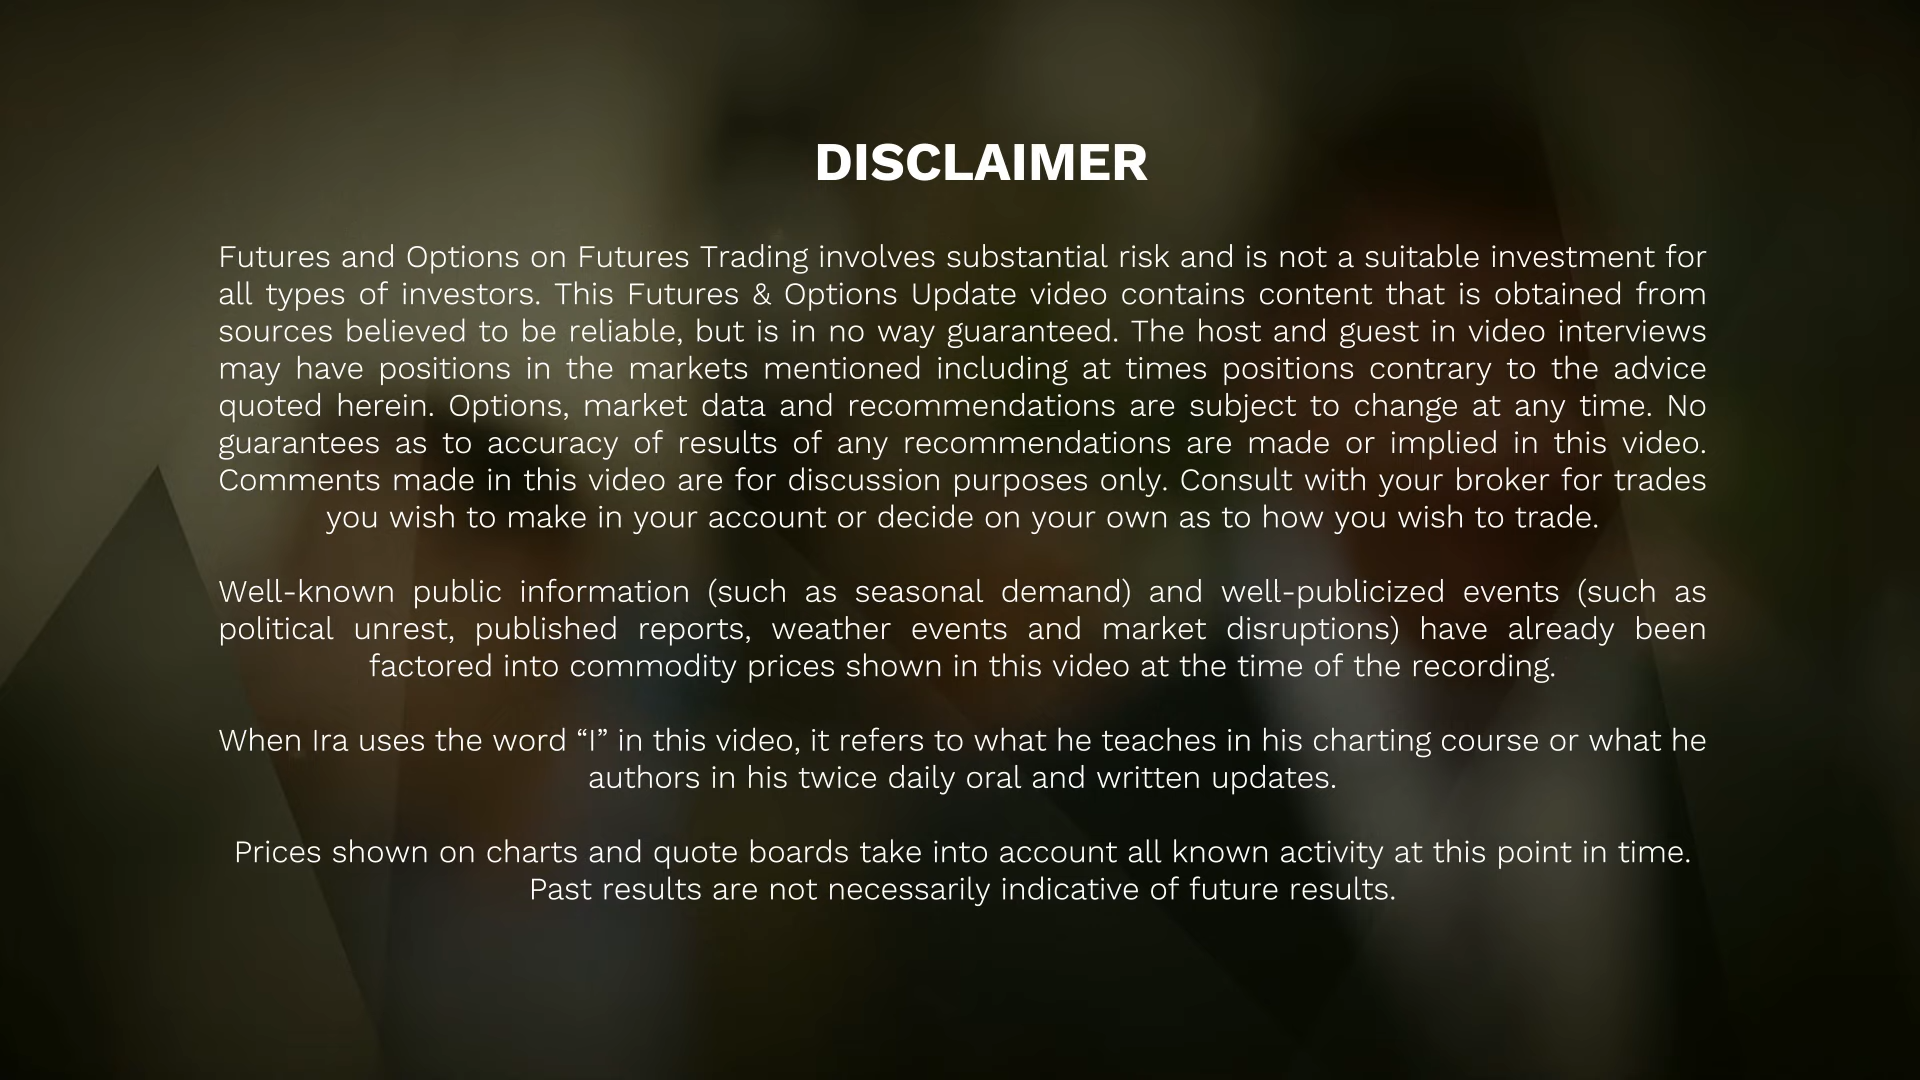 DISCLAIMER
Futures and Options on Futures Trading involves substantial risk and is not a suitable investment for
all types of investors. This Futures & Options Update video contains content that is obtained from
sources believed to be reliable, but is in no way guaranteed. The host and guest in video interviews
may have positions in the markets mentioned including at times positions contrary to the advice
quoted herein. Options, market data and recommendations are subject to change at any time. No
guarantees as to accuracy of results of any recommendations are made or implied in this video.
Comments made in this video are for discussion purposes only. Consult with your broker for trades
you wish to make in your account or decide on your own as to how you wish to trade.
Well-known public information (such as seasonal demand) and well-publicized events (such as
political unrest, published reports, weather events and market disruptions) have already been
factored into commodity prices shown in this video at the time of the recording.
When Ira uses the word “I” in this video, it refers to what he teaches in his charting course or what he
authors in his twice daily oral and written updates.
Prices shown on charts and quote boards take into account all known activity at this point in time.
Past results are not necessarily indicative of future results.